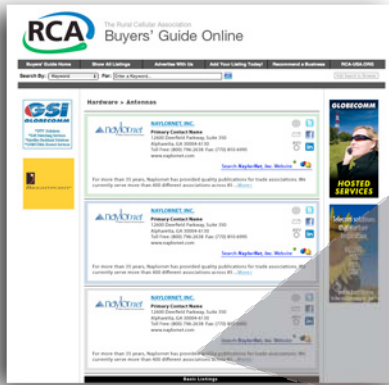 RCA
The Rural Cellular Association
Buyers' Guide Online
Buyers' Guide Home Show All Listings Advertise With Us Add Your Listing Today! Recommend a Business RCA-USA.ORG
Search By: Keyword For: Enter a Keyword...
GSI
GLOBECOMM
Hardware > Antennas
GLOBECOMM
HOSTED
SERVICES
naylornet
NAYLORNET, INC.
Primary Contact Name
12600 Deerfield Parkway, Suite 350
Alpharetta, GA 30004-6130
www.naylornet.com
Search NaylorNet, Inc. Website
For more than 35 years, Naylornet has provided quality publications for trade associations. We
currently serve more than 400 different associations across 85 ...More>
naylornet
NAYLORNET, INC.
Primary Contact Name
12600 Deerfield Parkway, Suite 350
Alpharetta, GA 30004-6130
www.naylornet.com
Search NaylorNet, Inc. Website
For more than 35 years, Naylornet has provided quality publications for trade associations. We
currently serve more than 400 different associations across 85 ...More>
naylornet
NAYLORNET, INC.
Primary Contact Name
12600 Deerfield Parkway, Suite 350
Alpharetta, GA 30004-6130
www.naylornet.com
Search NaylorNet, Inc. Website
For more than 35 years, Naylornet has provided quality publications for trade associations. We
currently serve more than 400 different associations across 85 ...More>
Basic Listings